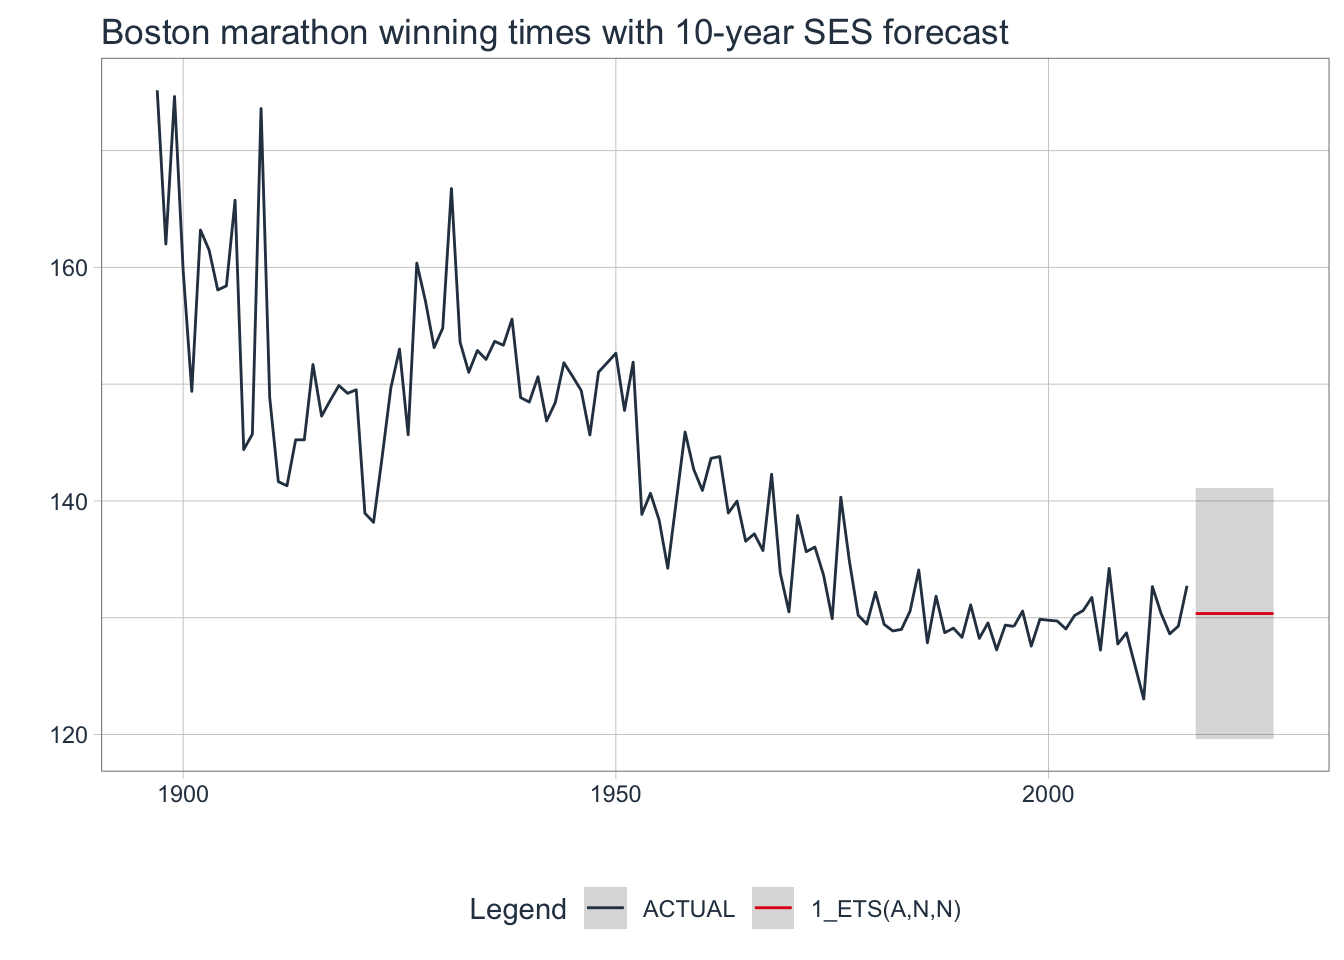 Boston marathon winning times with 10-year SES forecast
160
140
120
1900 1950 2000
Legend ACTUAL 1_ETS(A,N,N)